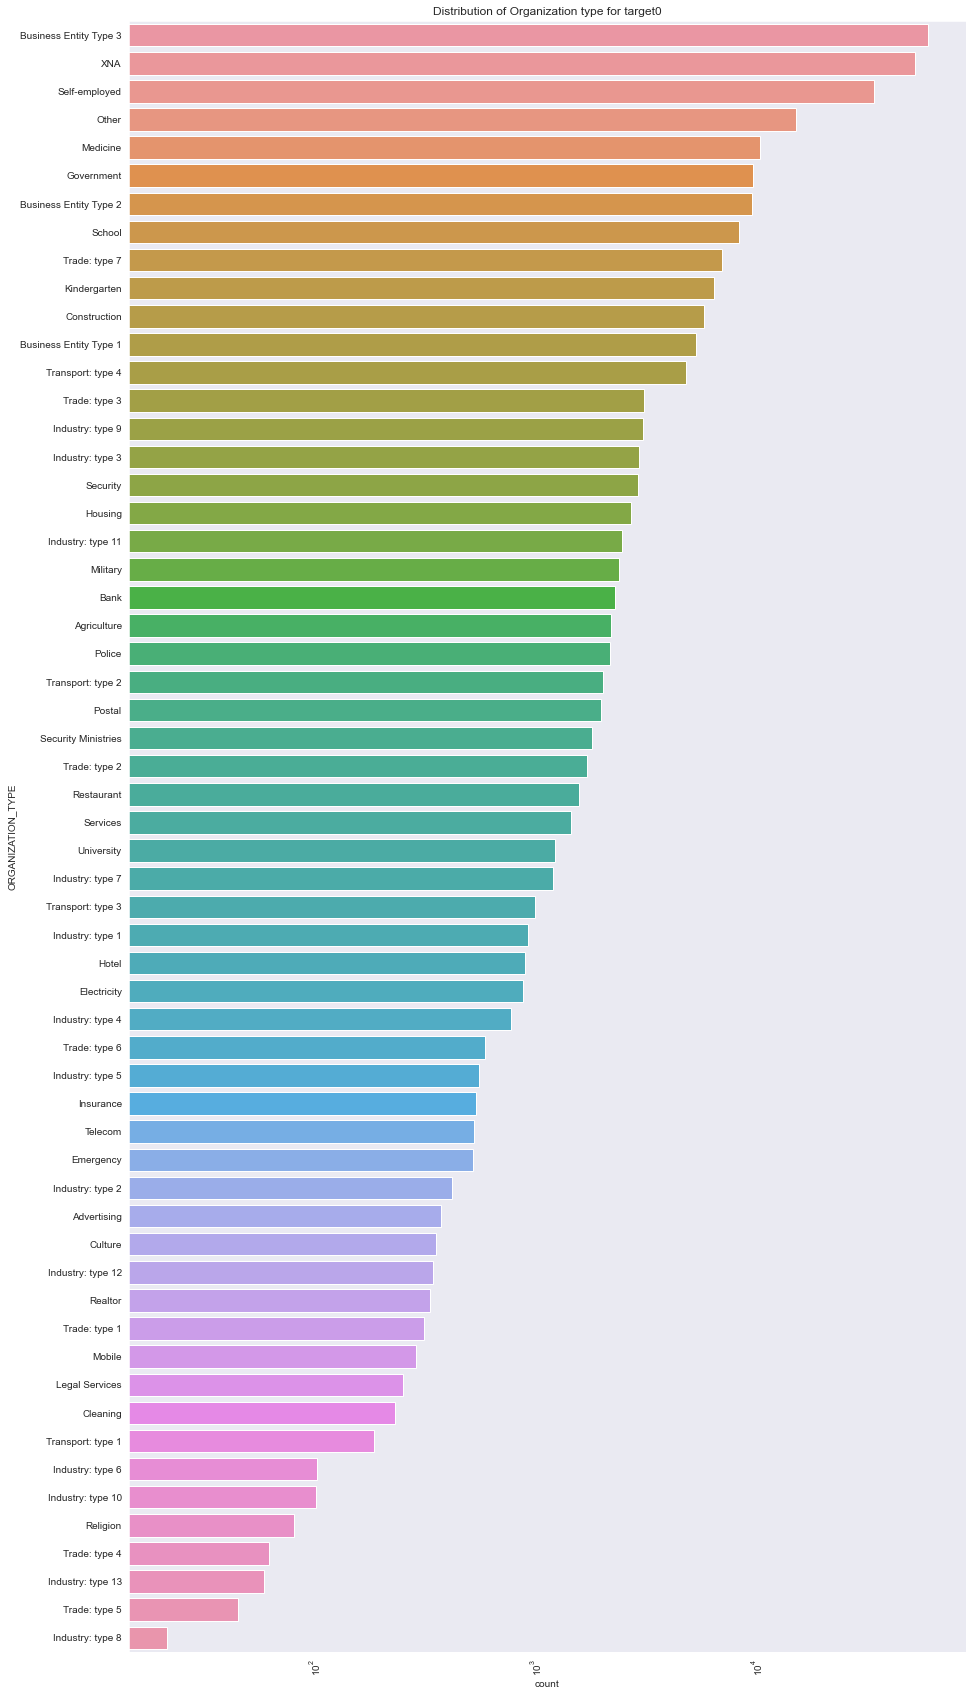 Distribution of Organization type for target0
Business Entity Type 3
XNA
Self-employed
Other
Medicine
Government
Business Entity Type 2
School
Trade: type 7
Kindergarten
Construction
Business Entity Type 1
Transport: type 4
Trade: type 3
Industry: type 9
Industry: type 3
Security
Housing
Industry: type 11
Military
Bank
Agriculture
Police
Transport: type 2
Postal
Security Ministries
Trade: type 2
Restaurant
Services
University
Industry: type 7
Transport: type 3
Industry: type 1
Hotel
Electricity
Industry: type 4
Trade: type 6
Industry: type 5
Insurance
Telecom
Emergency
Industry: type 2
Advertising
Culture
Industry: type 12
Realtor
Trade: type 1
Mobile
Legal Services
Cleaning
Transport: type 1
Industry: type 6
Industry: type 10
Religion
Trade: type 4
Industry: type 13
Trade: type 5
Industry: type 8
ORGANIZATION_TYPE
10²
10³
10⁴
count